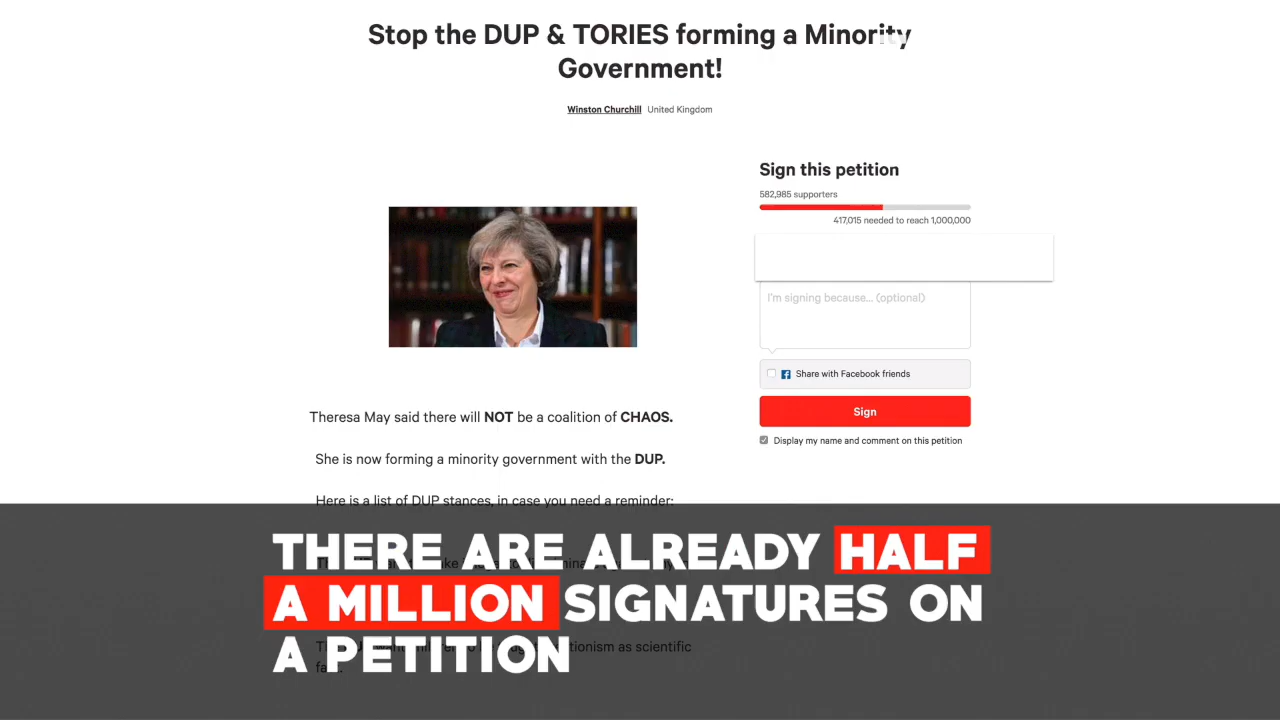 Stop the DUP & TORIES forming a Minority
Government!
Winston Churchill United Kingdom
Sign this petition
582,985 supporters
417,015 needed to reach 1,000,000
I'm signing because... (optional)
Share with Facebook friends
Sign
Display my name and comment on this petition
Theresa May said there will NOT be a coalition of CHAOS.
She is now forming a minority government with the DUP.
Here is a list of DUP stances, in case you need a reminder:
THERE ARE ALREADY HALF
A MILLION SIGNATURES ON
A PETITION
as scientific